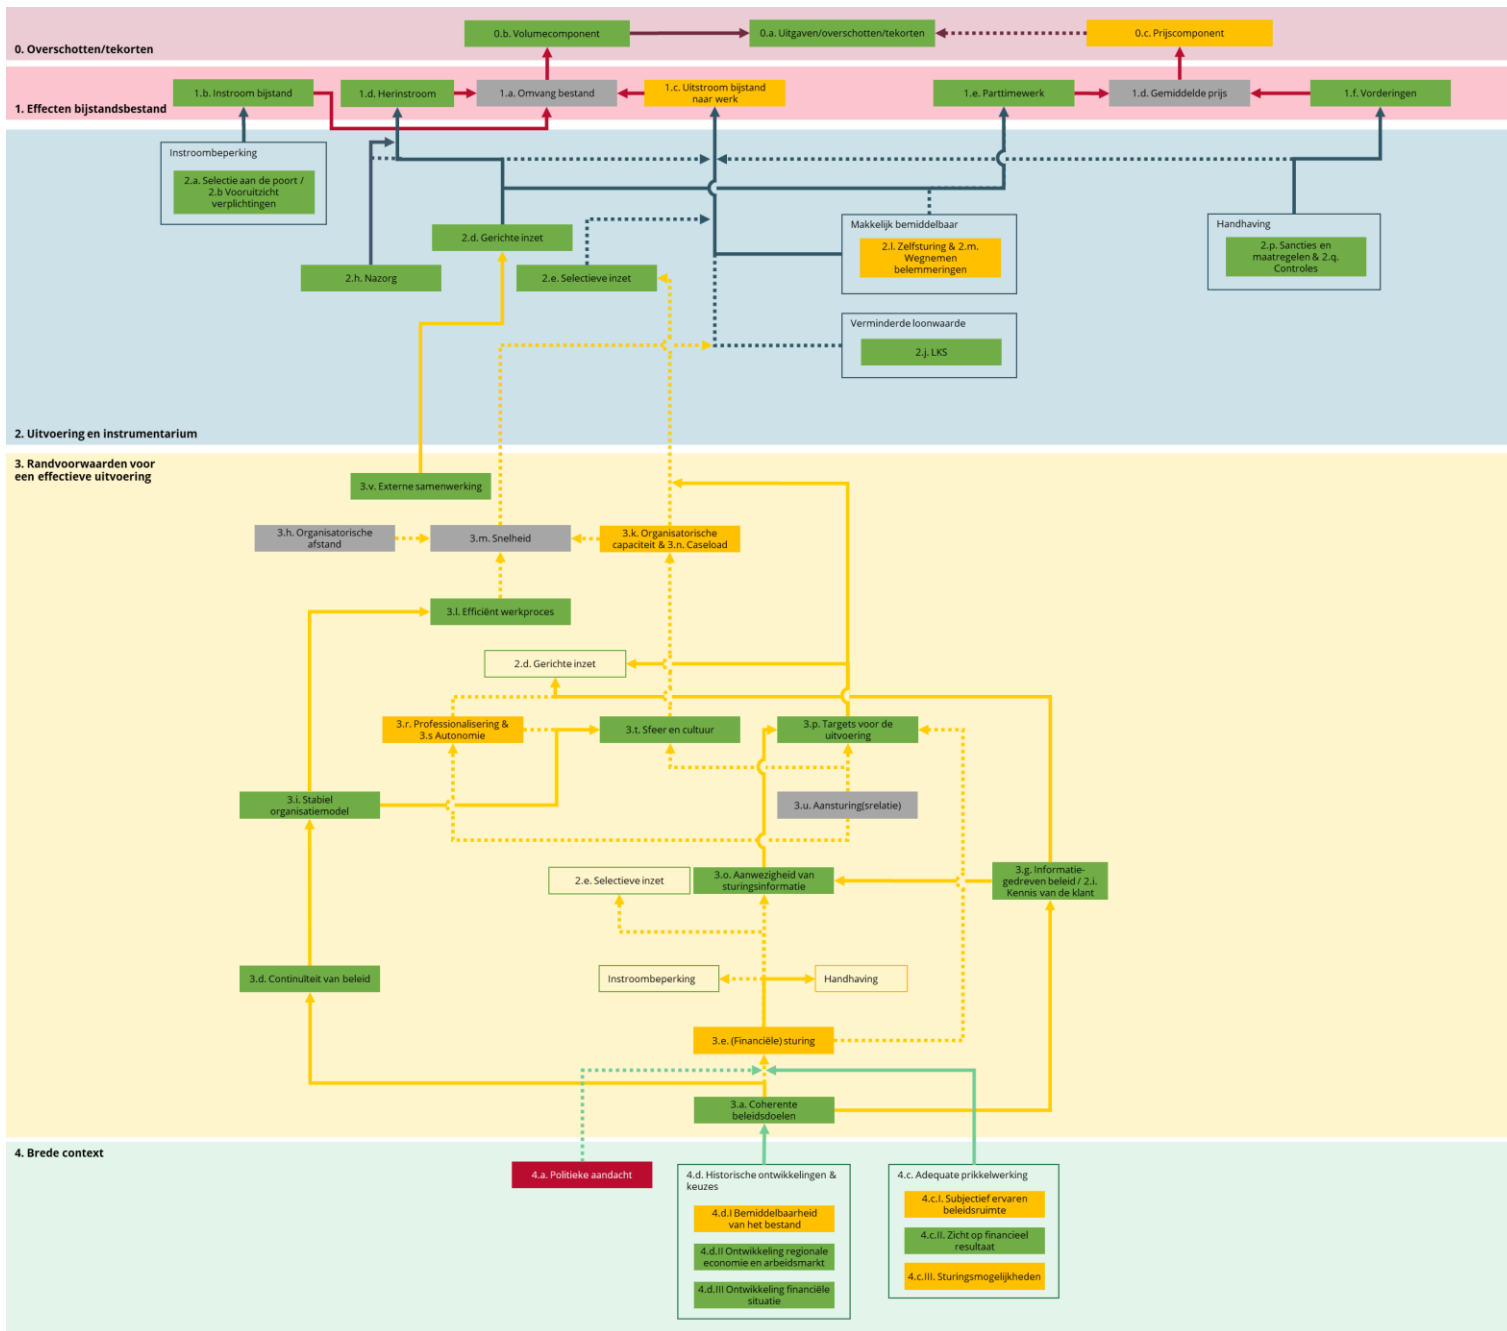 0. Overschotten/tekorten
0.b. Volumecomponent
0.a. Uitgaven/overschotten/tekorten
0.c. Prijscomponent
1. Effecten bijstandsbestand
1.b. Instroom bijstand
1.d. Herinstroom
1.a. Omvang bestand
1.c. Uitstroom bijstand
naar werk
1.e. Parttimewerk
1.d. Gemiddelde prijs
1.f. Vorderingen
Instroombeperking
2.a. Selectie aan de poort /
2.b Vooruitzicht
verplichtingen
2.d. Gerichte inzet
2.h. Nazorg
2.e. Selectieve inzet
Makkelijk bemiddelbaar
2.l. Zelfsturing & 2.m.
Wegnemen
belemmeringen
Handhaving
2.p. Sancties en
maatregelen & 2.q.
Controles
Verminderde loonwaarde
2.j. LKS
2. Uitvoering en instrumentarium
3. Randvoorwaarden voor
een effectieve uitvoering
3.v. Externe samenwerking
3.h. Organisatorische
afstand
3.m. Snelheid
3.k. Organisatorische
capaciteit & 3.n. Caseload
3.l. Efficiënt werkproces
2.d. Gerichte inzet
3.r. Professionalisering &
3.s Autonomie
3.t. Sfeer en cultuur
3.p. Targets voor de
uitvoering
3.i. Stabiel
organisatiemodel
3.u. Aansturing(srelatie)
2.e. Selectieve inzet
3.o. Aanwezigheid van
sturingsinformatie
3.g. Informatie-
gedreven beleid / 2.i.
Kennis van de klant
3.d. Continuïteit van beleid
Instroombeperking
Handhaving
3.e. (Financiële) sturing
3.a. Coherente
beleidsdoelen
4. Brede context
4.a. Politieke aandacht
4.d. Historische ontwikkelingen &
keuzes
4.d.I Bemiddelbaarheid
van het bestand
4.d.II Ontwikkeling regionale
economie en arbeidsmarkt
4.d.III Ontwikkeling financiële
situatie
4.c. Adequate prikkelwerking
4.c.I. Subjectief ervaren
beleidsruimte
4.c.II. Zicht op financieel
resultaat
4.c.III. Sturingsmogelijkheden